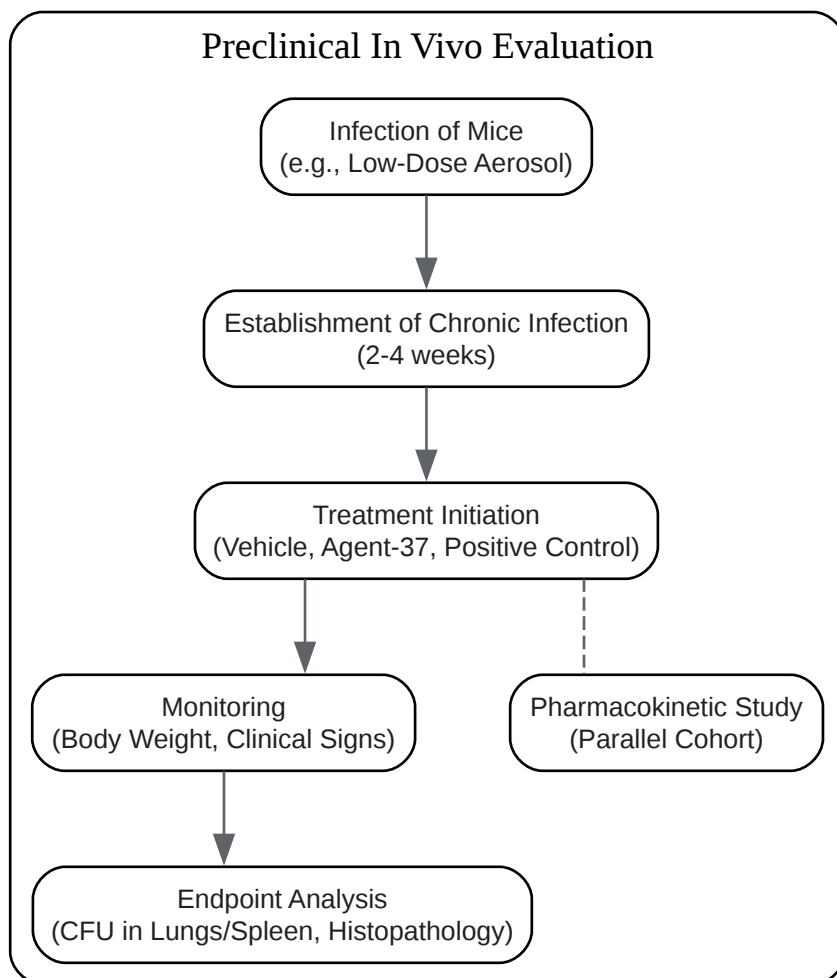 Preclinical In Vivo Evaluation
Infection of Mice
(e.g., Low-Dose Aerosol)
Establishment of Chronic Infection
(2-4 weeks)
Treatment Initiation
(Vehicle, Agent-37, Positive Control)
Monitoring
(Body Weight, Clinical Signs)
Pharmacokinetic Study
(Parallel Cohort)
Endpoint Analysis
(CFU in Lungs/Spleen, Histopathology)